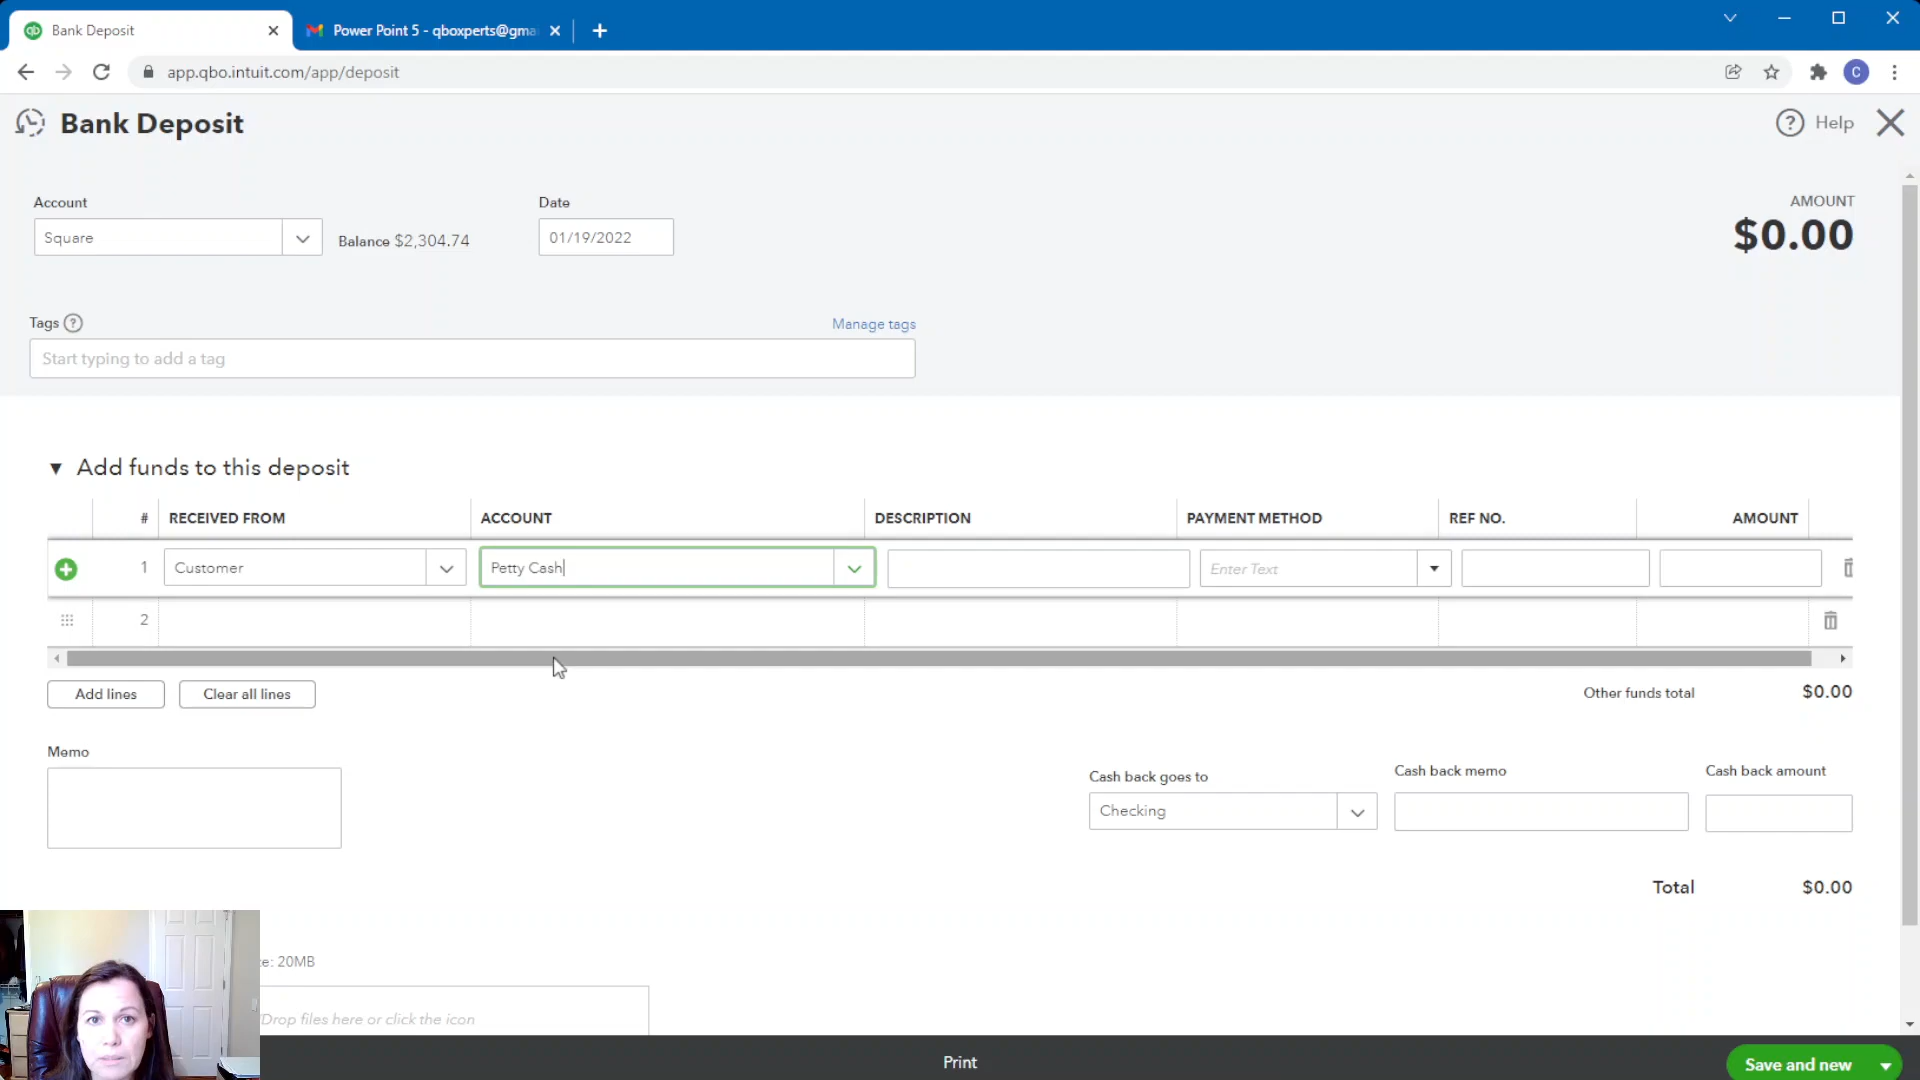 Bank Deposit
Power Point 5 - qboxperts@gma
app.qbo.intuit.com/app/deposit
C
qb
Bank Deposit
? Help
Account
Square
Balance $2,304.74
Date
01/19/2022
AMOUNT
$0.00
Tags ?
Manage tags
Start typing to add a tag
Add funds to this deposit
# RECEIVED FROM ACCOUNT DESCRIPTION PAYMENT METHOD REF NO. AMOUNT
1 Customer Petty Cash Enter Text
2
Add lines
Clear all lines
Other funds total $0.00
Memo
Cash back goes to
Checking
Cash back memo
Cash back amount
Total $0.00
e: 20MB
/Drop files here or click the icon
Print
Save and new